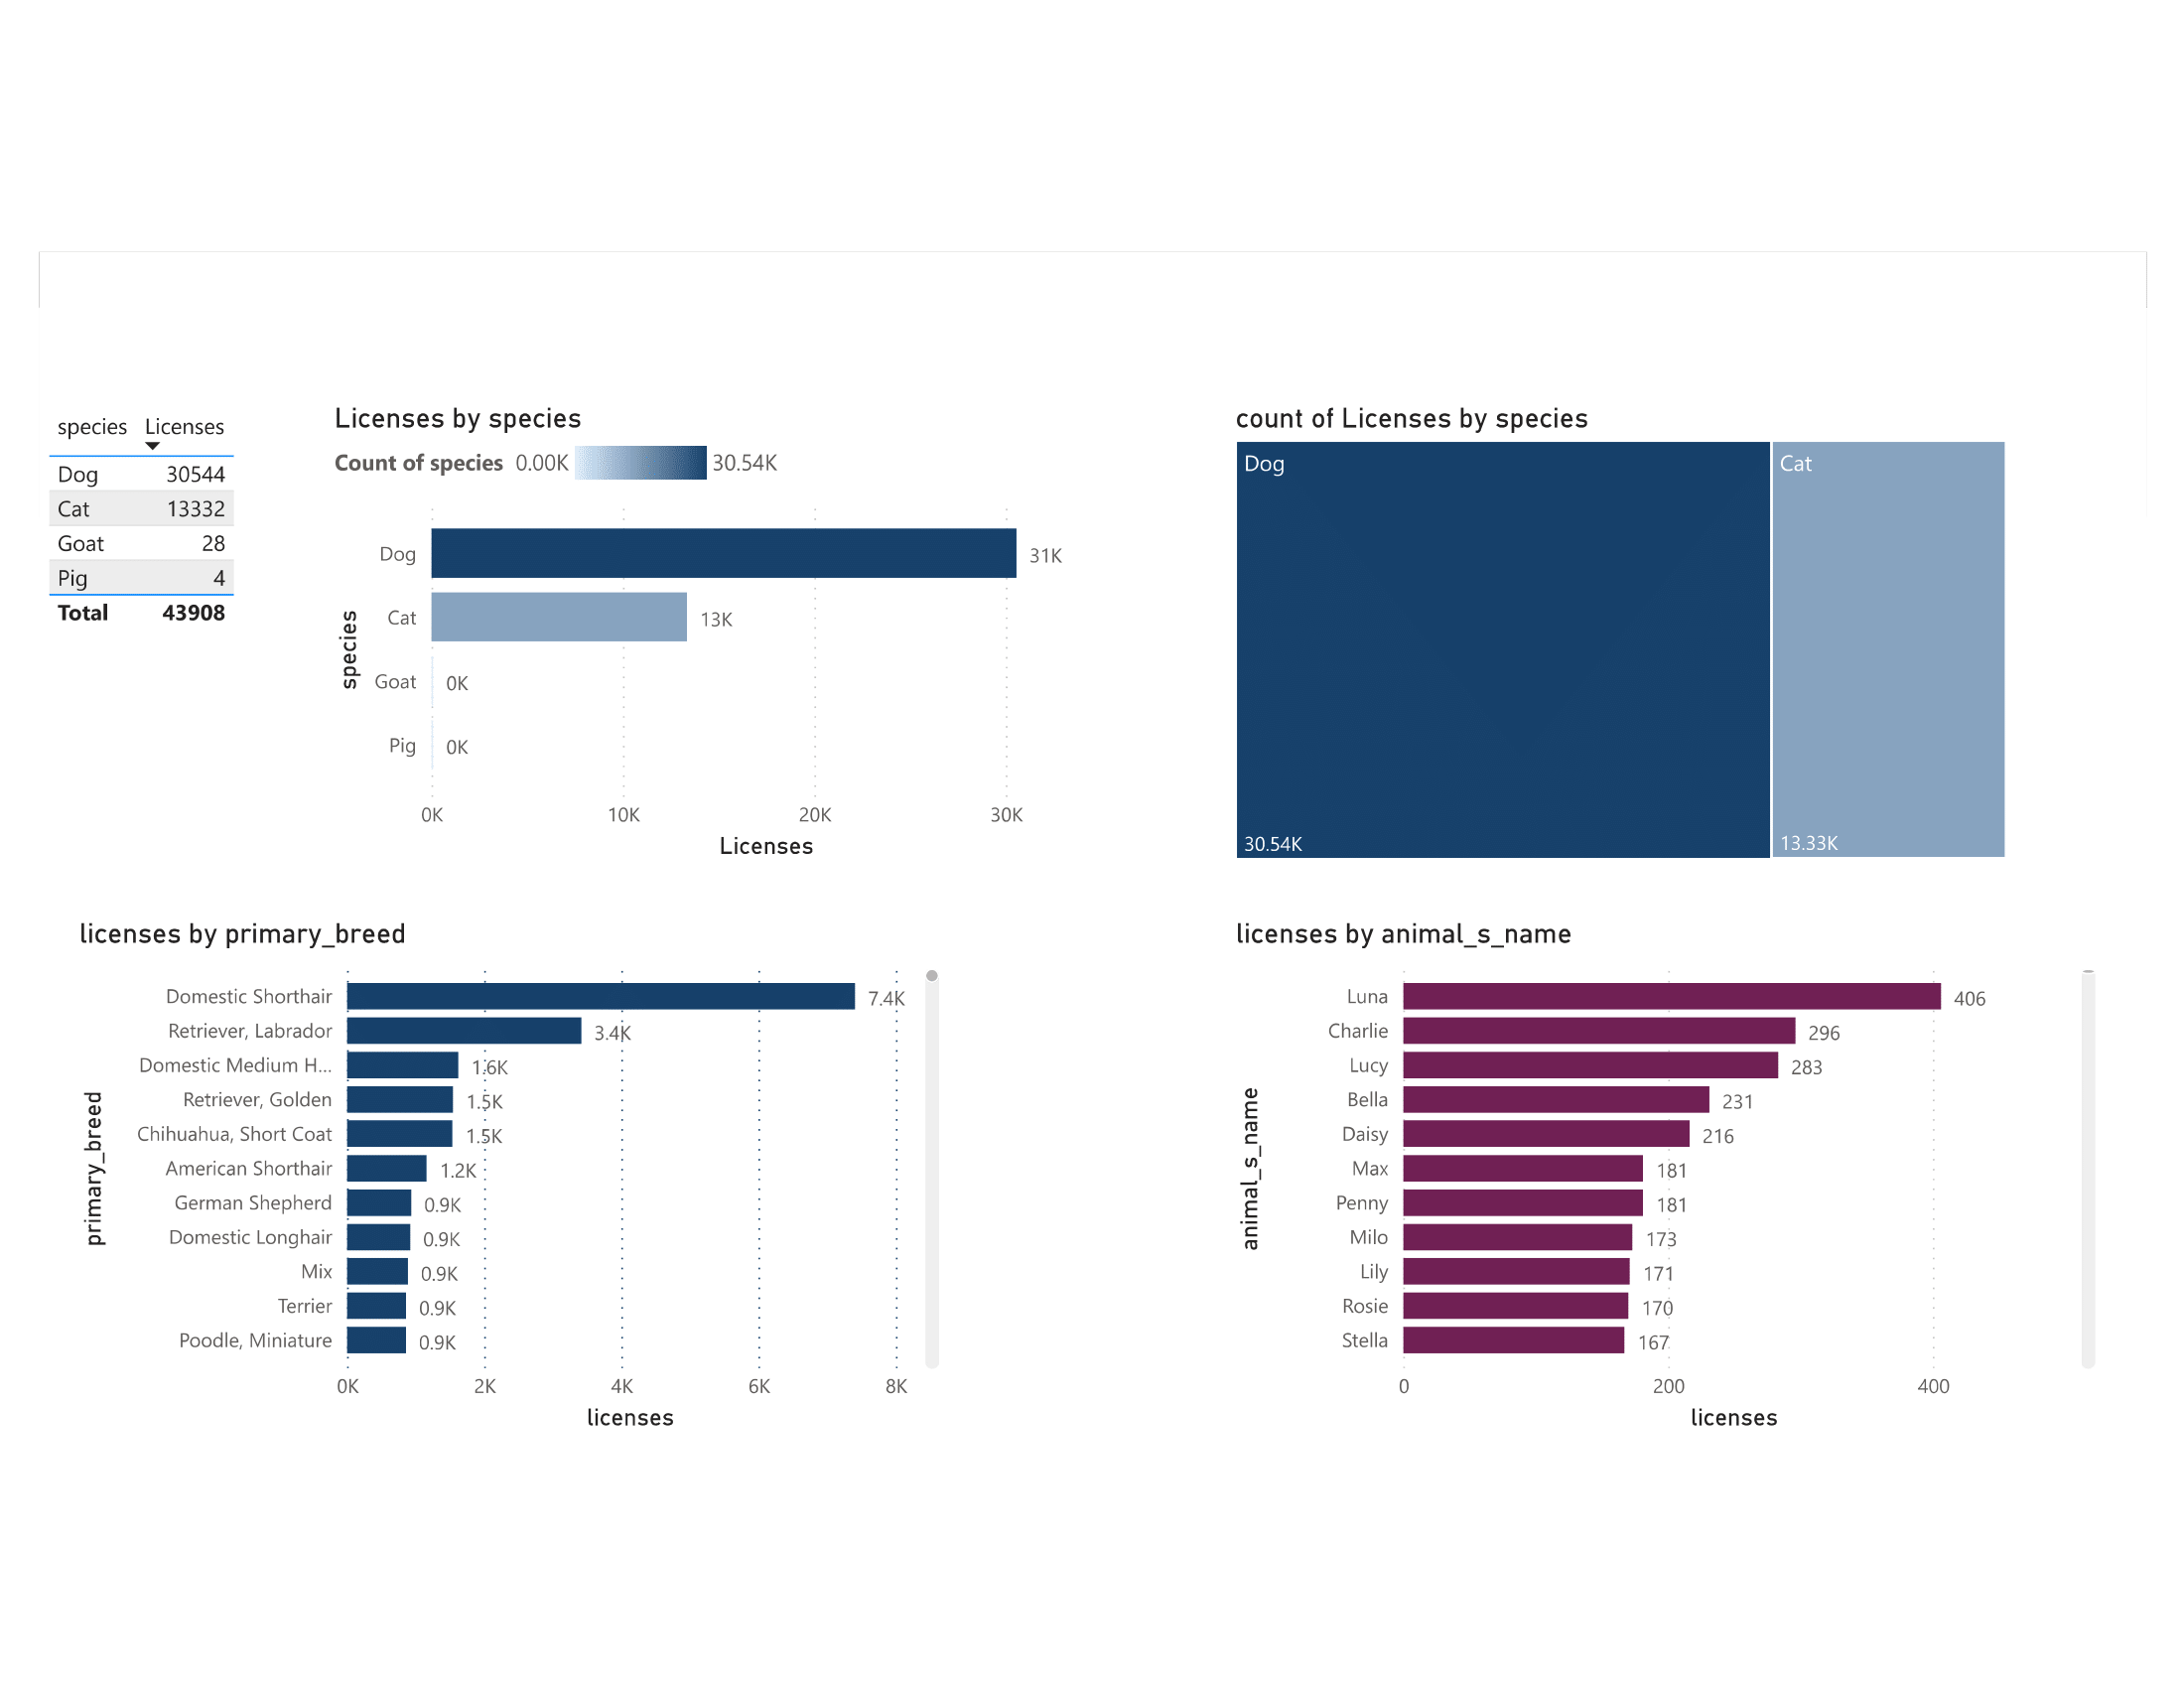 species Licenses
Dog 30544
Cat 13332
Goat 28
Pig 4
Total 43908
Licenses by species
Count of species 0.00K 30.54K
species
Dog 31K
Cat 13K
Goat 0K
Pig 0K
0K 10K 20K 30K
Licenses
count of Licenses by species
Dog Cat
30.54K 13.33K
licenses by primary_breed
primary_breed
Domestic Shorthair 7.4K
Retriever, Labrador 3.4K
Domestic Medium H... 1.6K
Retriever, Golden 1.5K
Chihuahua, Short Coat 1.5K
American Shorthair 1.2K
German Shepherd 0.9K
Domestic Longhair 0.9K
Mix 0.9K
Terrier 0.9K
Poodle, Miniature 0.9K
0K 2K 4K 6K 8K
licenses
licenses by animal_s_name
animal_s_name
Luna 406
Charlie 296
Lucy 283
Bella 231
Daisy 216
Max 181
Penny 181
Milo 173
Lily 171
Rosie 170
Stella 167
0 200 400
licenses